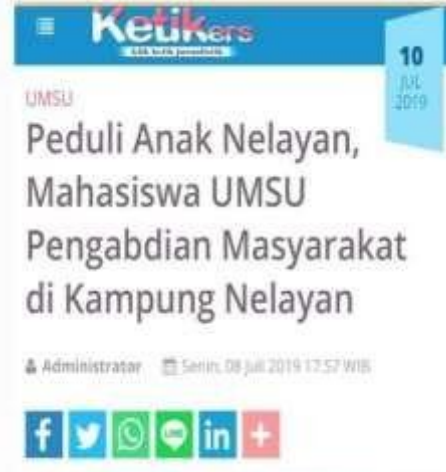 Ketikers
10
JUL
2019
UMSU
Peduli Anak Nelayan,
Mahasiswa UMSU
Pengabdian Masyarakat
di Kampung Nelayan
Administrator Senin, 08 Juli 2019 17:57 WIB
LINE